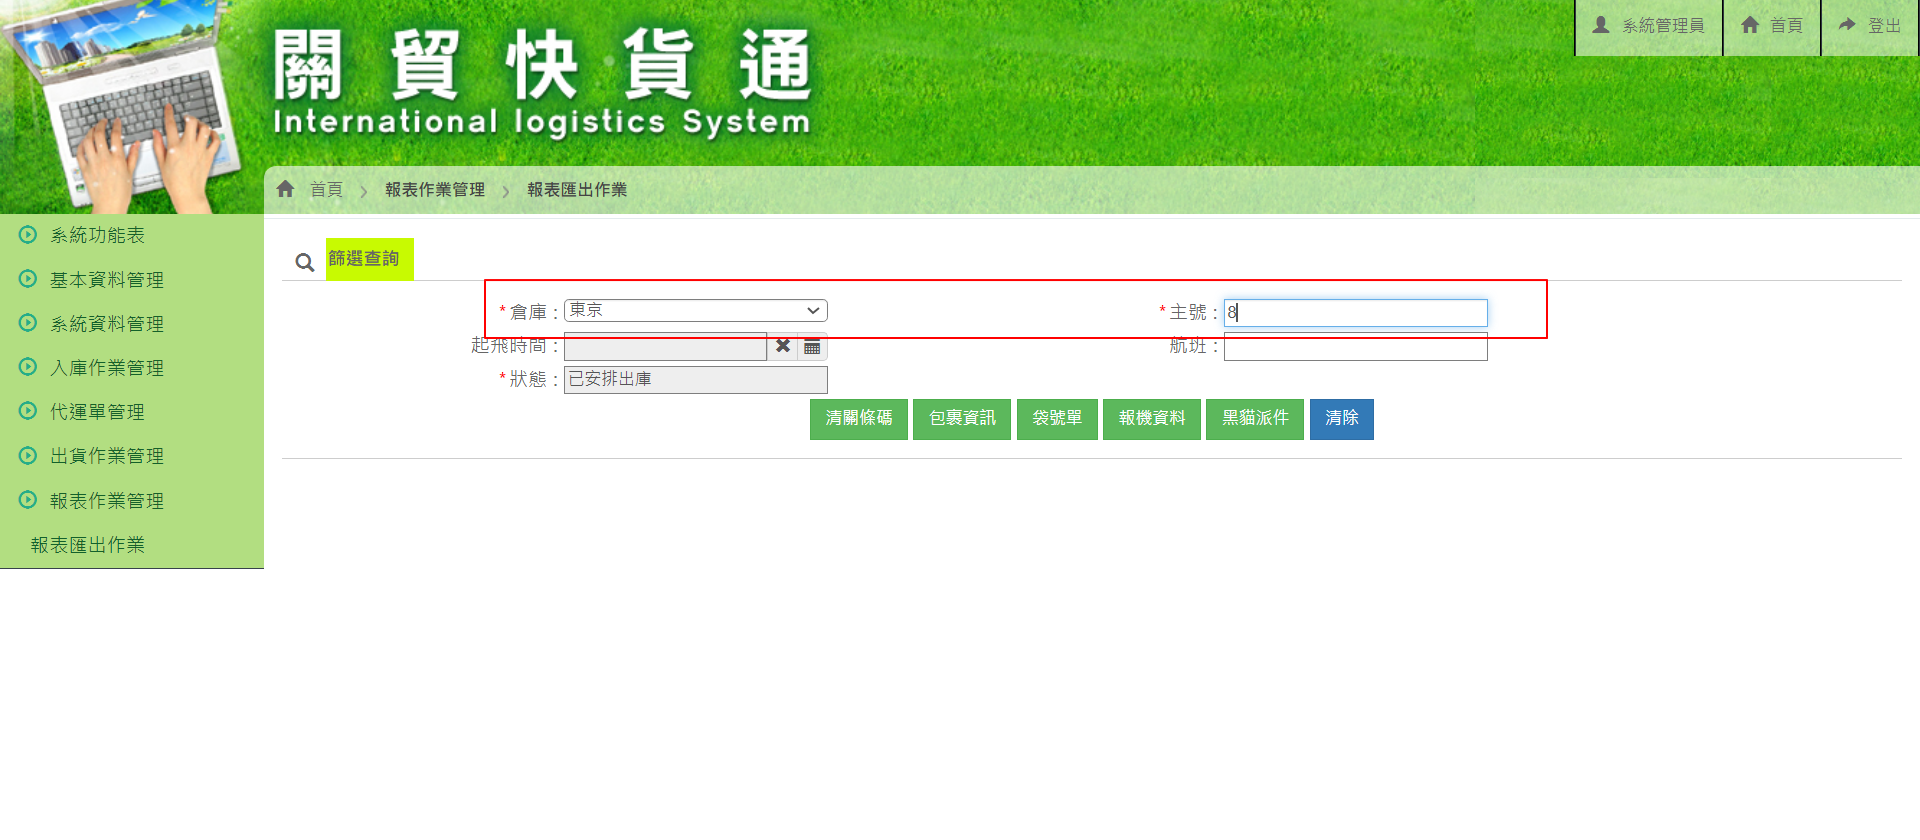 系統管理員 首頁 登出
關貿快貨通
International logistics System
首頁 > 報表作業管理 > 報表匯出作業
系統功能表
基本資料管理
系統資料管理
入庫作業管理
代運單管理
出貨作業管理
報表作業管理
報表匯出作業
篩選查詢
*倉庫： 東京 *主號： 8
起飛時間： 航班：
*狀態： 已安排出庫
清關條碼 包裹資訊 袋號單 報機資料 黑貓派件 清除